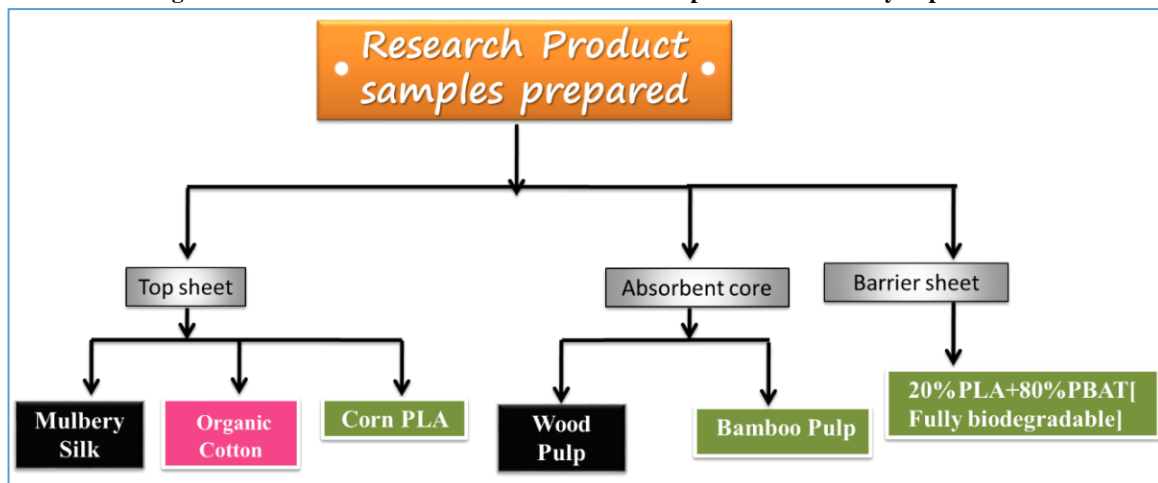 Research Product
samples prepared
Top sheet
Absorbent core
Barrier sheet
Mulbery
Silk
Organic
Cotton
Corn PLA
Wood
Pulp
Bamboo Pulp
20%PLA+80%PBAT[
Fully biodegradable]